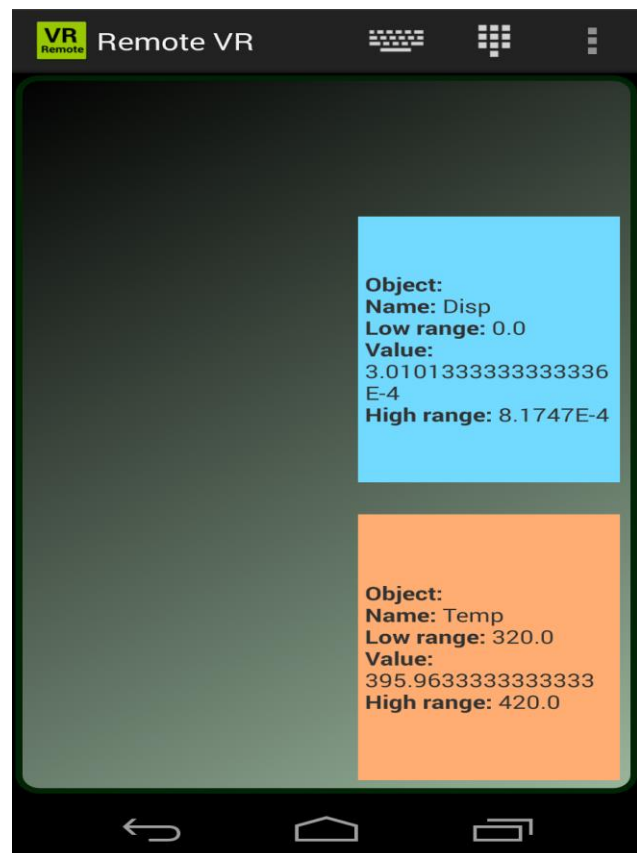 VR
Remote
Remote VR
Object:
Name: Disp
Low range: 0.0
Value:
3.0101333333333336
E-4
High range: 8.1747E-4
Object:
Name: Temp
Low range: 320.0
Value:
395.9633333333333
High range: 420.0